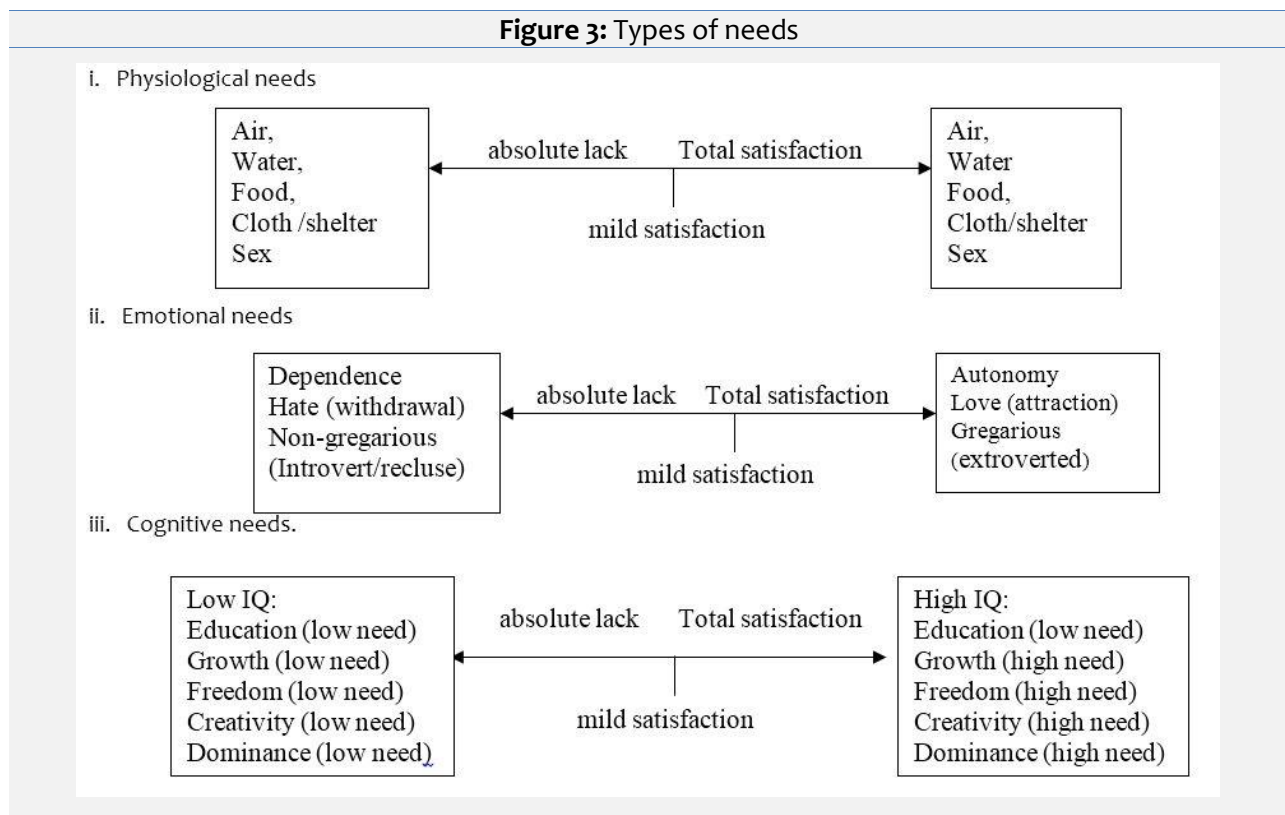 Figure 3: Types of needs
i. Physiological needs
Air,
Water,
Food,
Cloth /shelter
Sex
absolute lack
Total satisfaction
mild satisfaction
Air,
Water
Food,
Cloth/shelter
Sex
ii. Emotional needs
Dependence
Hate (withdrawal)
Non-gregarious
(Introvert/recluse)
absolute lack
Total satisfaction
mild satisfaction
Autonomy
Love (attraction)
Gregarious
(extroverted)
iii. Cognitive needs.
Low IQ:
Education (low need)
Growth (low need)
Freedom (low need)
Creativity (low need)
Dominance (low need)
absolute lack
Total satisfaction
mild satisfaction
High IQ:
Education (low need)
Growth (high need)
Freedom (high need)
Creativity (high need)
Dominance (high need)